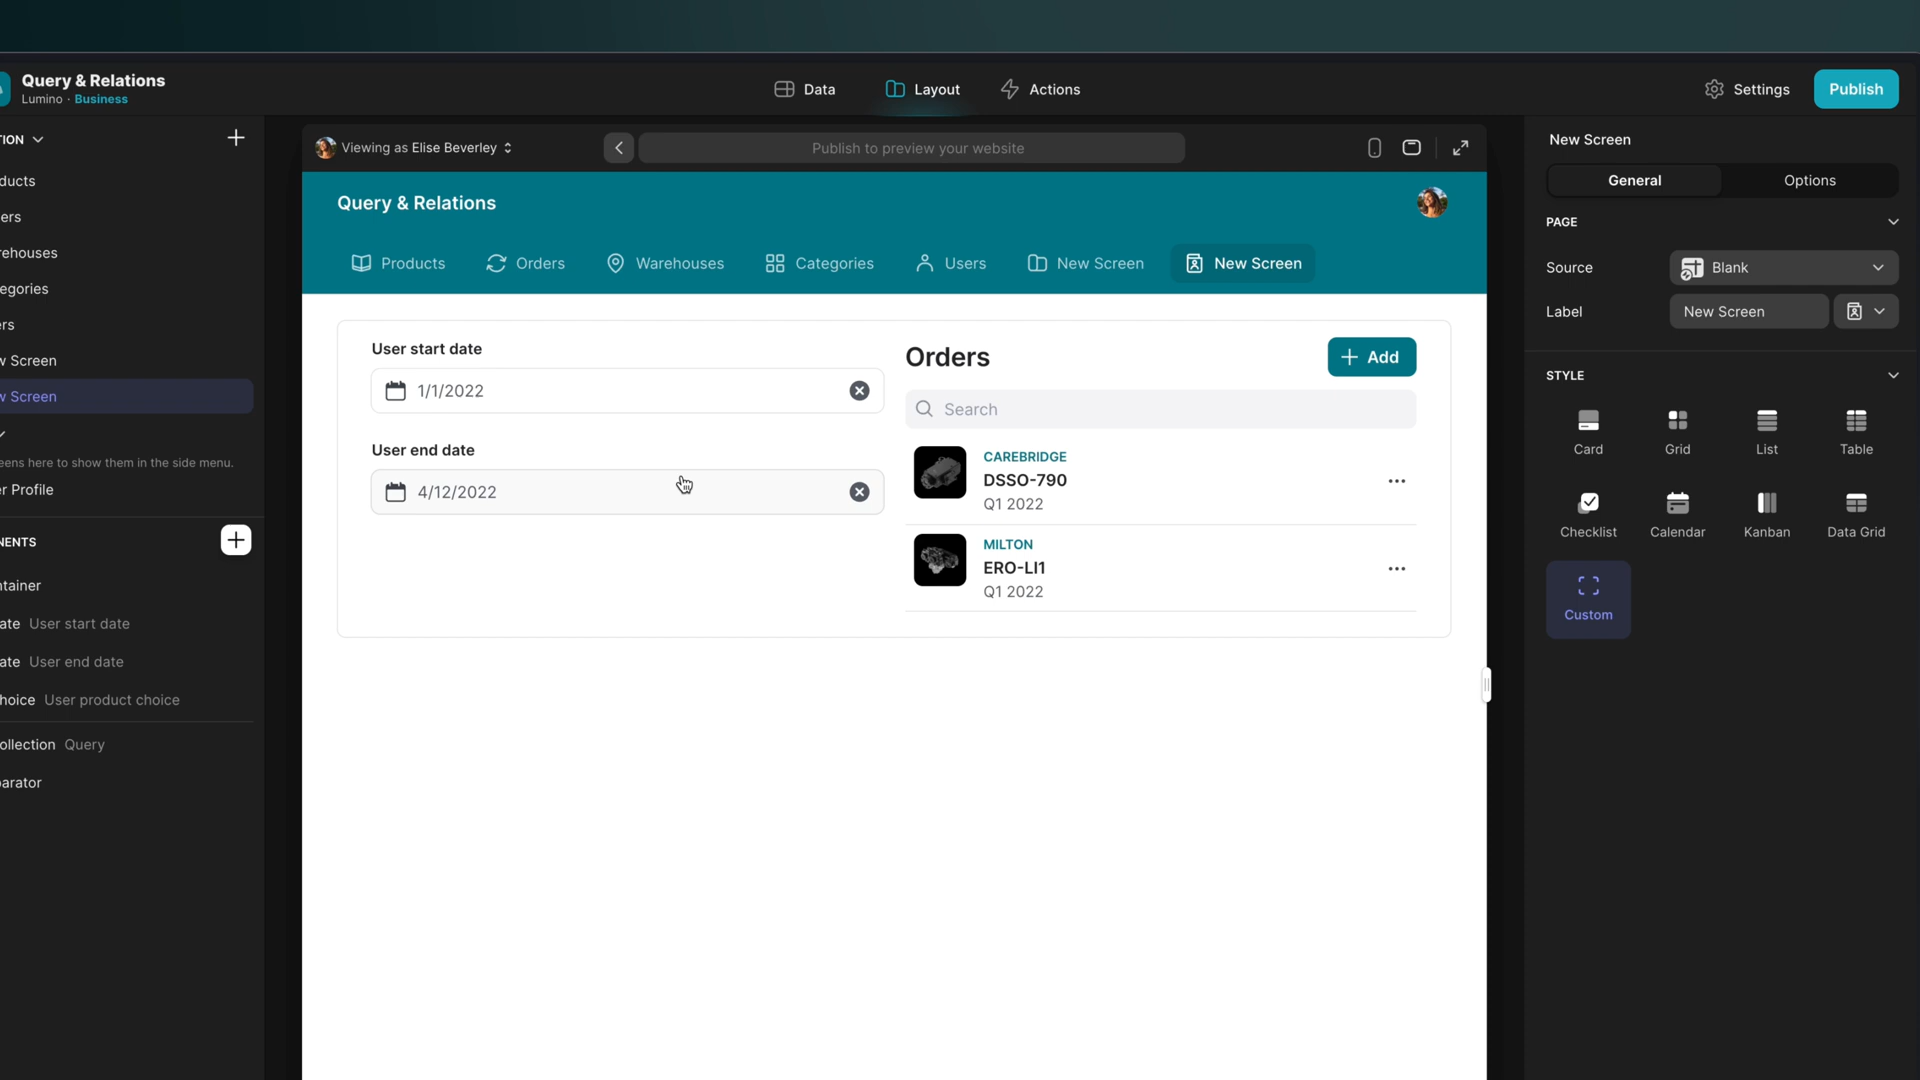 Query & Relations
Lumino · Business
Data
Layout
Actions
Settings
Publish
ION
ducts
ers
rehouses
egories
ers
w Screen
w Screen
eens here to show them in the side menu.
r Profile
NENTS
ntainer
ate User start date
ate User end date
hoice User product choice
ollection Query
parator
Viewing as Elise Beverley
Publish to preview your website
Query & Relations
Products
Orders
Warehouses
Categories
Users
New Screen
New Screen
User start date
1/1/2022
User end date
4/12/2022
Orders
Add
Search
CAREBRIDGE
DSSO-790
Q1 2022
MILTON
ERO-LI1
Q1 2022
New Screen
General
Options
PAGE
Source
Blank
Label
New Screen
STYLE
Card
Grid
List
Table
Checklist
Calendar
Kanban
Data Grid
Custom